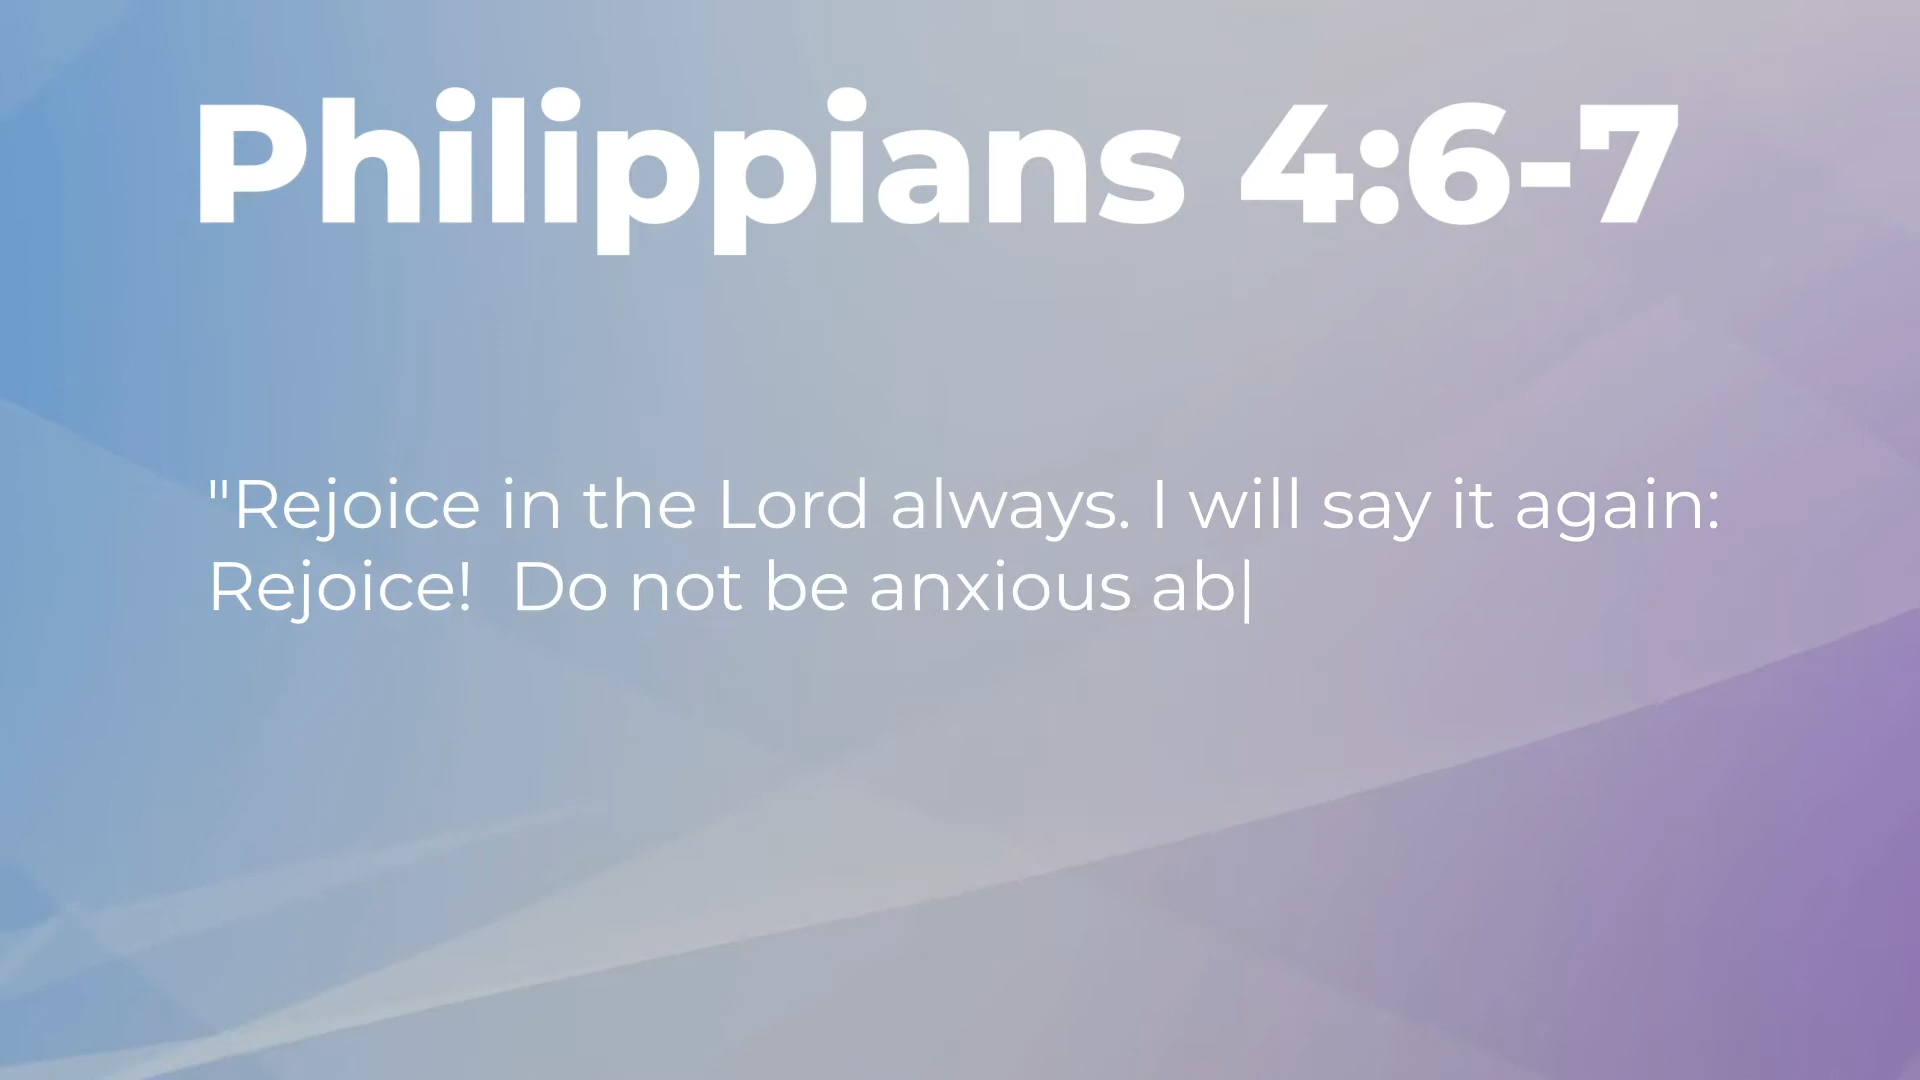 Philippians 4:6-7
"Rejoice in the Lord always. I will say it again:
Rejoice!  Do not be anxious ab|